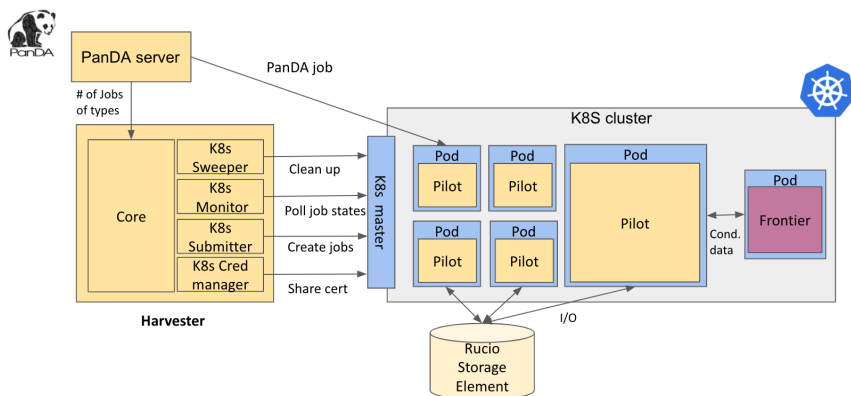 PanDA
PanDA server
PanDA job
# of Jobs
of types
K8S cluster
Core
K8s
Sweeper
K8s
Monitor
K8s
Submitter
K8s Cred
manager
Harvester
Clean up
Poll job states
Create jobs
Share cert
K8s master
Pod
Pilot
Pod
Pilot
Pod
Pilot
Pod
Pilot
Pod
Pilot
Cond.
data
Pod
Frontier
I/O
Rucio
Storage
Element